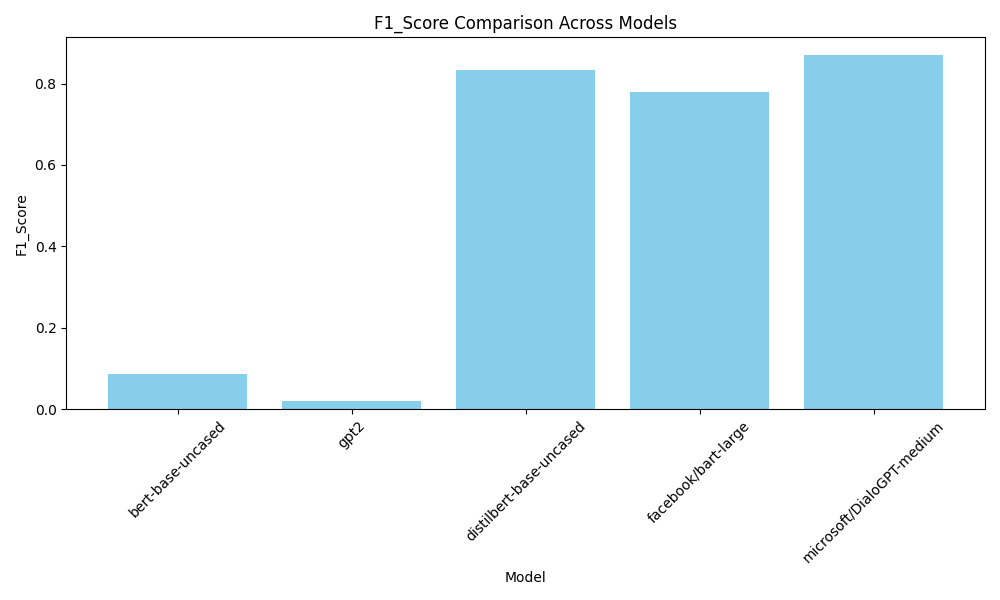 F1_Score Comparison Across Models
F1_Score
0.8
0.6
0.4
0.2
0.0
bert-base-uncased
gpt2
distilbert-base-uncased
facebook/bart-large
microsoft/DialoGPT-medium
Model